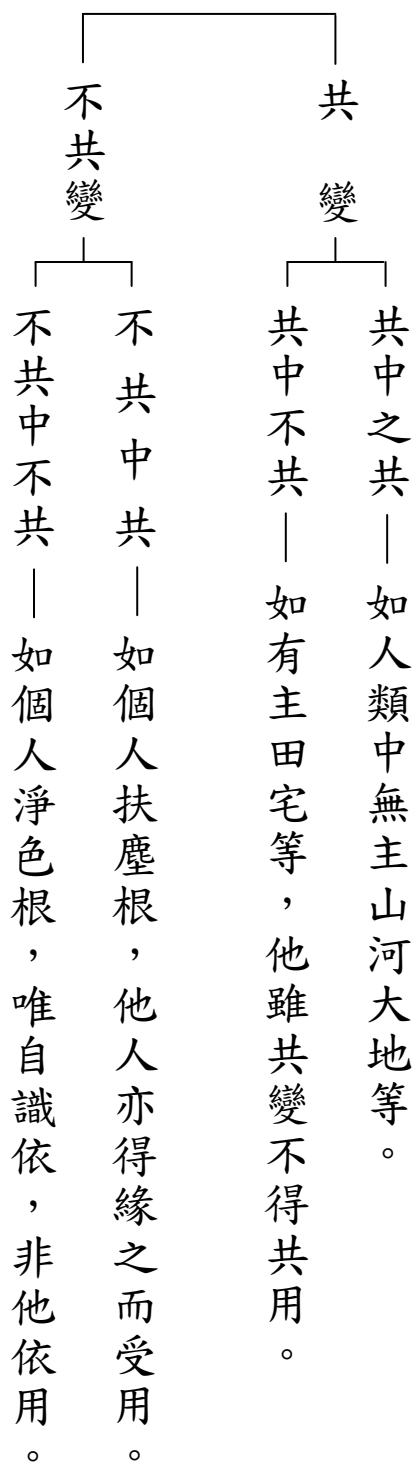 共變
共中之共—如人類中無主山河大地等。
共中不共—如有主田宅等，他雖共變不得共用。
不共變
不共中共—如個人扶塵根，他人亦得緣之而受用。
不共中不共—如個人淨色根，唯自識依，非他依用。